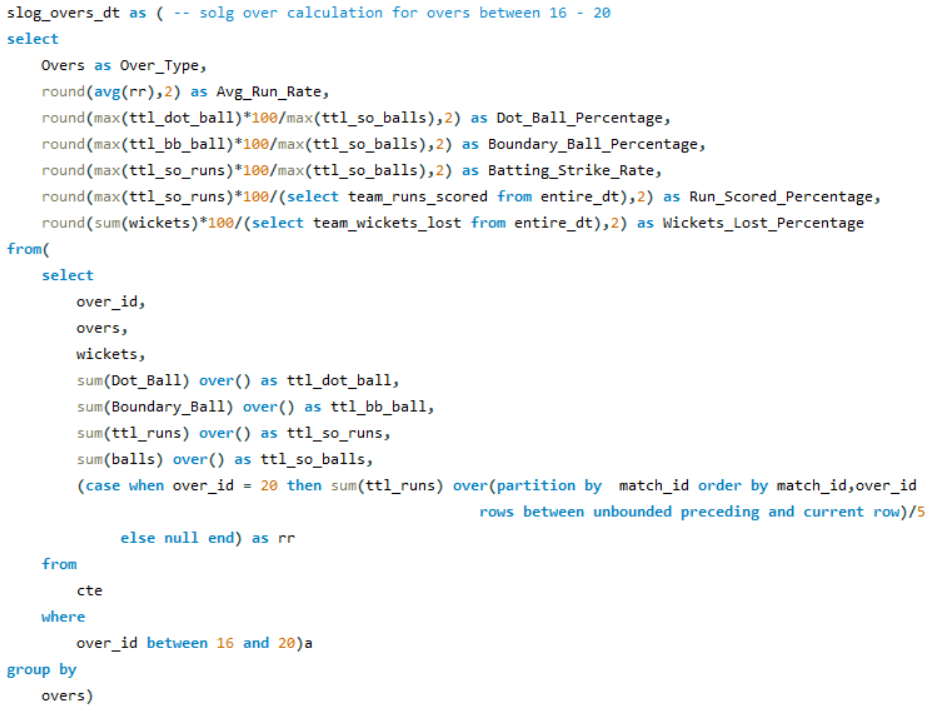 slog_overs_dt as ( -- solg over calculation for overs between 16 - 20
select
    Overs as Over_Type,
    round(avg(rr),2) as Avg_Run_Rate,
    round(max(ttl_dot_ball)*100/max(ttl_so_balls),2) as Dot_Ball_Percentage,
    round(max(ttl_bb_ball)*100/max(ttl_so_balls),2) as Boundary_Ball_Percentage,
    round(max(ttl_so_runs)*100/max(ttl_so_balls),2) as Batting_Strike_Rate,
    round(max(ttl_so_runs)*100/(select team_runs_scored from entire_dt),2) as Run_Scored_Percentage,
    round(sum(wickets)*100/(select team_wickets_lost from entire_dt),2) as Wickets_Lost_Percentage
from(
    select
        over_id,
        overs,
        wickets,
        sum(Dot_Ball) over() as ttl_dot_ball,
        sum(Boundary_Ball) over() as ttl_bb_ball,
        sum(ttl_runs) over() as ttl_so_runs,
        sum(balls) over() as ttl_so_balls,
        (case when over_id = 20 then sum(ttl_runs) over(partition by  match_id order by match_id,over_id
                                                        rows between unbounded preceding and current row)/5
             else null end) as rr
    from
        cte
    where
        over_id between 16 and 20)a
group by
    overs)